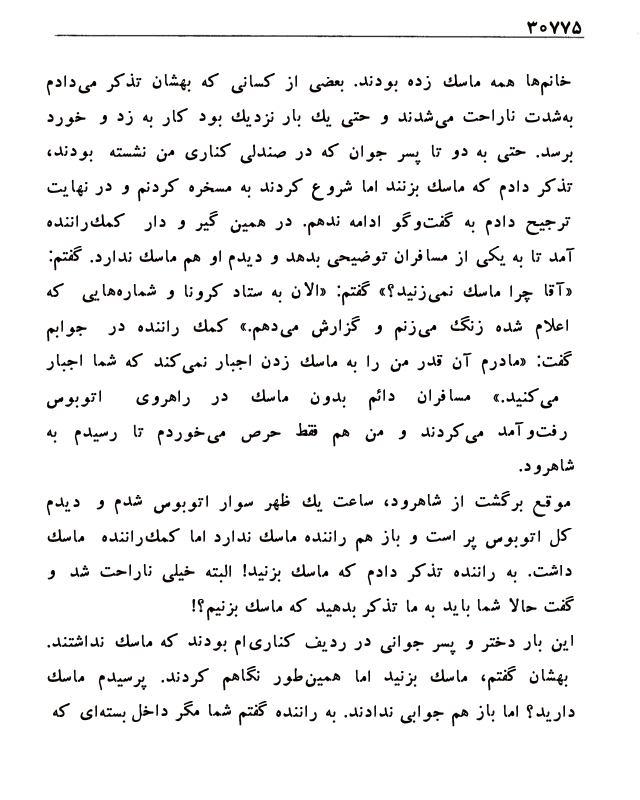 ۳۰۷۷۵
خانم‌ها همه ماسك زده بودند. بعضی از کسانی که بهشان تذکر می‌دادم
به‌شدت ناراحت می‌شدند و حتی یك بار نزدیك بود کار به زد و خورد
برسد. حتی به دو تا پسر جوان که در صندلی کناری من نشسته بودند،
تذکر دادم که ماسك بزنند اما شروع کردند به مسخره کردنم و در نهایت
ترجیح دادم به گفت‌وگو ادامه ندهم. در همین گیر و دار کمك‌راننده
آمد تا به یکی از مسافران توضیحی بدهد و دیدم او هم ماسك ندارد. گفتم:
«آقا چرا ماسك نمی‌زنید؟» گفتم: «الان به ستاد کرونا و شماره‌هایی که
اعلام شده زنگ می‌زنم و گزارش می‌دهم.» کمك راننده در جوابم
گفت: «مادرم آن قدر من را به ماسك زدن اجبار نمی‌کند که شما اجبار
می‌کنید.» مسافران دائم بدون ماسك در راهروی اتوبوس
رفت‌وآمد می‌کردند و من هم فقط حرص می‌خوردم تا رسیدم به
شاهرود.
موقع برگشت از شاهرود، ساعت یك ظهر سوار اتوبوس شدم و دیدم
کل اتوبوس پر است و باز هم راننده ماسك ندارد اما کمك‌راننده ماسك
داشت. به راننده تذکر دادم که ماسك بزنید! البته خیلی ناراحت شد و
گفت حالا شما باید به ما تذکر بدهید که ماسك بزنیم؟!
این بار دختر و پسر جوانی در ردیف کناری‌ام بودند که ماسك نداشتند.
بهشان گفتم، ماسك بزنید اما همین‌طور نگاهم کردند. پرسیدم ماسك
دارید؟ اما باز هم جوابی ندادند. به راننده گفتم شما مگر داخل بسته‌ای که